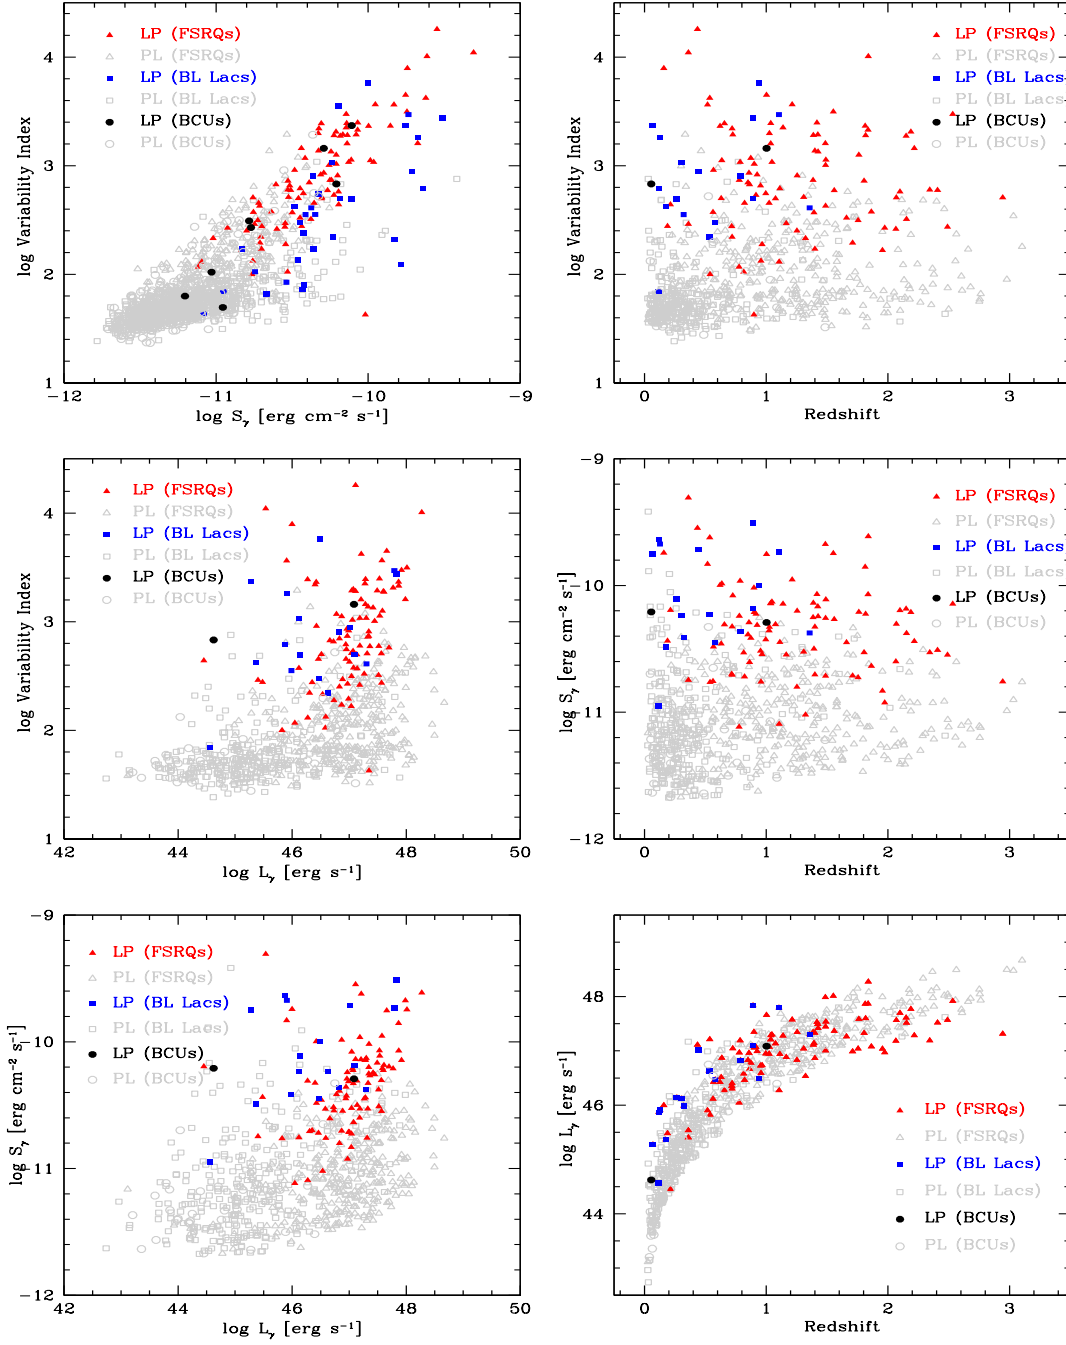 LP (FSRQs)
PL (FSRQs)
LP (BL Lacs)
PL (BL Lacs)
LP (BCUs)
PL (BCUs)
4
3
2
1
log Variability Index
-12
-11
-10
-9
log Sγ [erg cm⁻² s⁻¹]
LP (FSRQs)
PL (FSRQs)
LP (BL Lacs
PL (BL Lacs
LP (BCUs)
PL (BCUs)
4
3
2
1
log Variability Index
0
1
2
3
Redshift
LP (FSRQs)
PL (FSRQs)
LP (BL Lacs)
PL (BL Lacs)
LP (BCUs)
PL (BCUs)
4
3
2
1
log Variability Index
42
44
46
48
50
log Lγ [erg s⁻¹]
LP (FSRQs)
PL (FSRQs)
LP (BL Lacs
PL (BL Lacs
LP (BCUs)
PL (BCUs)
-9
-10
-11
-12
log Sγ [erg cm⁻² s⁻¹]
0
1
2
3
Redshift
LP (FSRQs)
PL (FSRQs)
LP (BL Lacs)
PL (BL Lacs)
LP (BCUs)
PL (BCUs)
-9
-10
-11
-12
log Sγ [erg cm⁻² s⁻¹]
42
44
46
48
50
log Lγ [erg s⁻¹]
LP (FSRQs)
PL (FSRQs)
LP (BL Lacs)
PL (BL Lacs)
LP (BCUs)
PL (BCUs)
48
46
44
log Lγ [erg s⁻¹]
0
1
2
3
Redshift